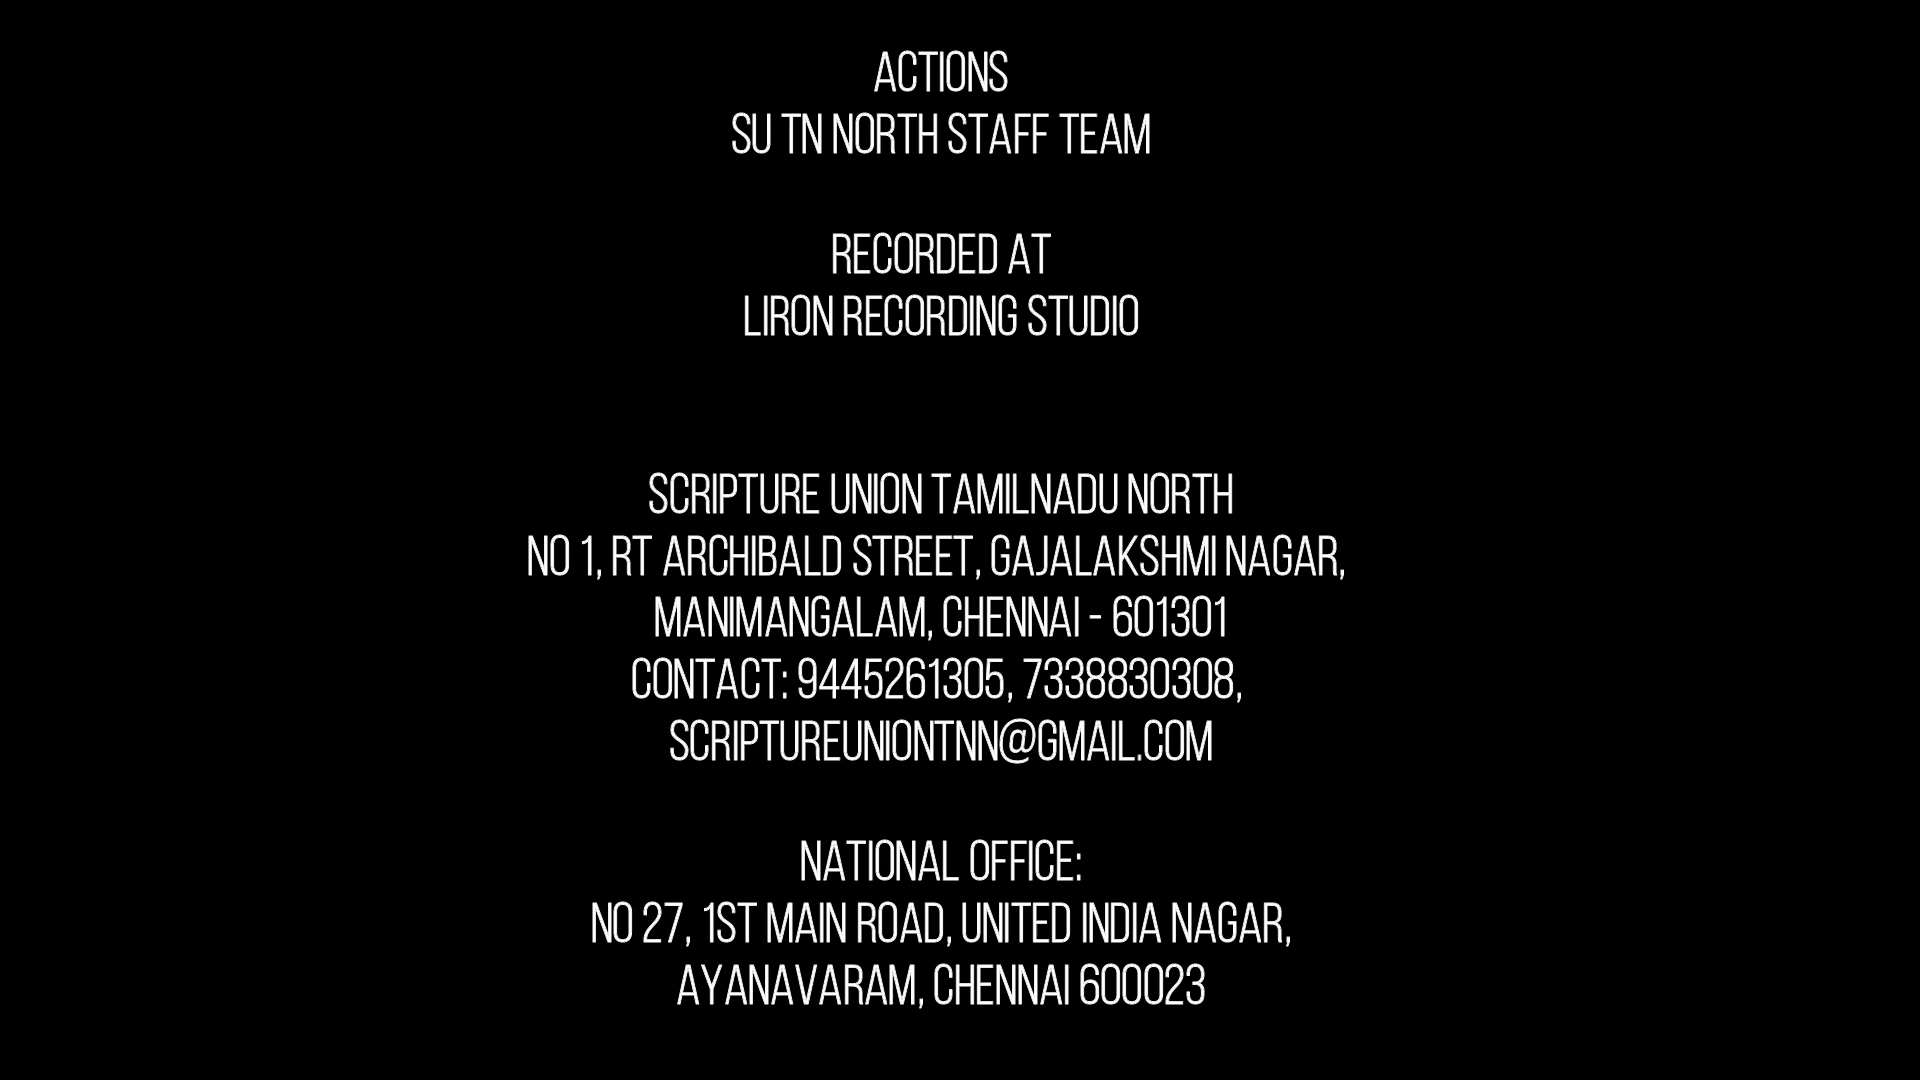 ACTIONS
SU TN NORTH STAFF TEAM
RECORDED AT
LIRON RECORDING STUDIO
SCRIPTURE UNION TAMILNADU NORTH
NO 1, RT ARCHIBALD STREET, GAJALAKSHMI NAGAR,
MANIMANGALAM, CHENNAI - 601301
CONTACT: 9445261305, 7338830308,
SCRIPTUREUNIONTNN@GMAIL.COM
NATIONAL OFFICE:
NO 27, 1ST MAIN ROAD, UNITED INDIA NAGAR,
AYANAVARAM, CHENNAI 600023